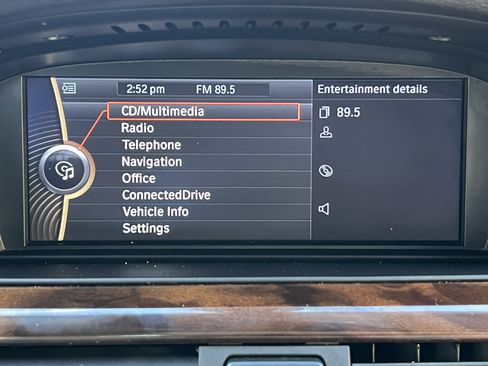 2:52 pm FM 89.5 Entertainment details
CD/Multimedia 89.5
Radio
Telephone
Navigation
Office
ConnectedDrive
Vehicle Info
Settings